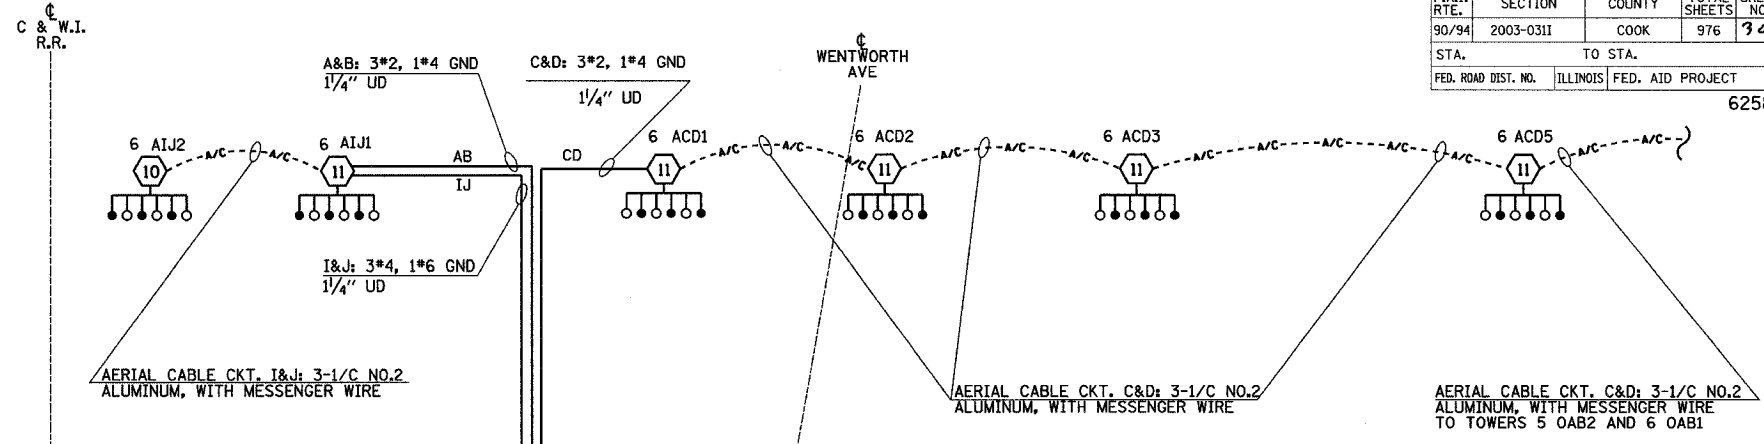 ℄
C & W.I.
R.R.
RTE.
SECTION
COUNTY
SHEETS
90/94
2003-031I
COOK
976
STA.
TO STA.
FED. ROAD DIST. NO.
ILLINOIS
FED. AID PROJECT
℄
WENTWORTH
AVE
A&B: 3#2, 1#4 GND
1¼" UD
C&D: 3#2, 1#4 GND
1¼" UD
6 AIJ2
10
A/C
A/C
6 AIJ1
11
AB
IJ
CD
6 ACD1
11
A/C
A/C
A/C
6 ACD2
11
A/C
A/C
6 ACD3
11
A/C
A/C
A/C
A/C
A/C
6 ACD5
11
A/C
A/C
A/C
I&J: 3#4, 1#6 GND
1¼" UD
AERIAL CABLE CKT. I&J: 3-1/C NO.2
ALUMINUM, WITH MESSENGER WIRE
AERIAL CABLE CKT. C&D: 3-1/C NO.2
ALUMINUM, WITH MESSENGER WIRE
AERIAL CABLE CKT. C&D: 3-1/C NO.2
ALUMINUM, WITH MESSENGER WIRE
TO TOWERS 5 OAB2 AND 6 OAB1